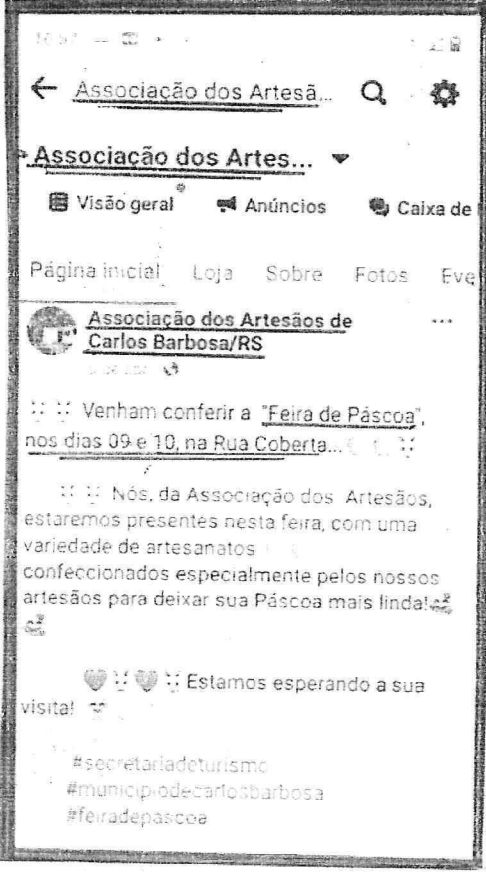 Associação dos Artesã...
Associação dos Artes...
Visão geral
Anúncios
Caixa de
Página inicial
Loja
Sobre
Fotos
Eve
Associação dos Artesãos de
Carlos Barbosa/RS
...
Venham conferir a "Feira de Páscoa",
nos dias 09 e 10, na Rua Coberta...
Nós, da Associação dos Artesãos,
estaremos presentes nesta feira, com uma
variedade de artesanatos
confeccionados especialmente pelos nossos
artesãos para deixar sua Páscoa mais linda!
Estamos esperando a sua
visita!
#secretariadeturismo
#municipiodecarlosbarbosa
#feiradepascoa